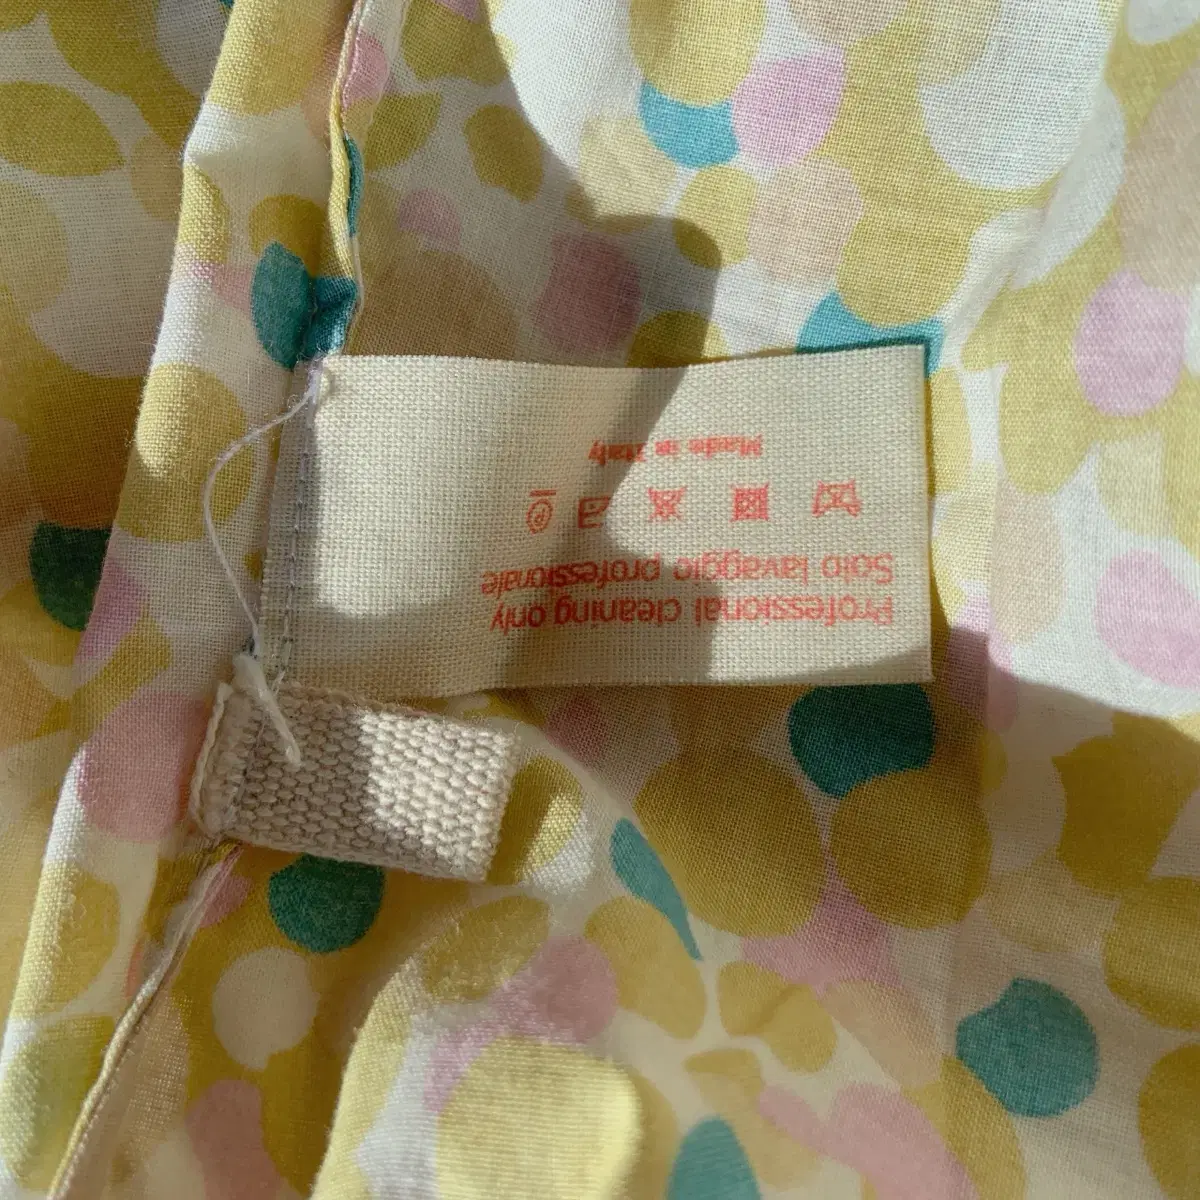 Professional cleaning only
Solo lavaggio professionale
P
Made in Italy